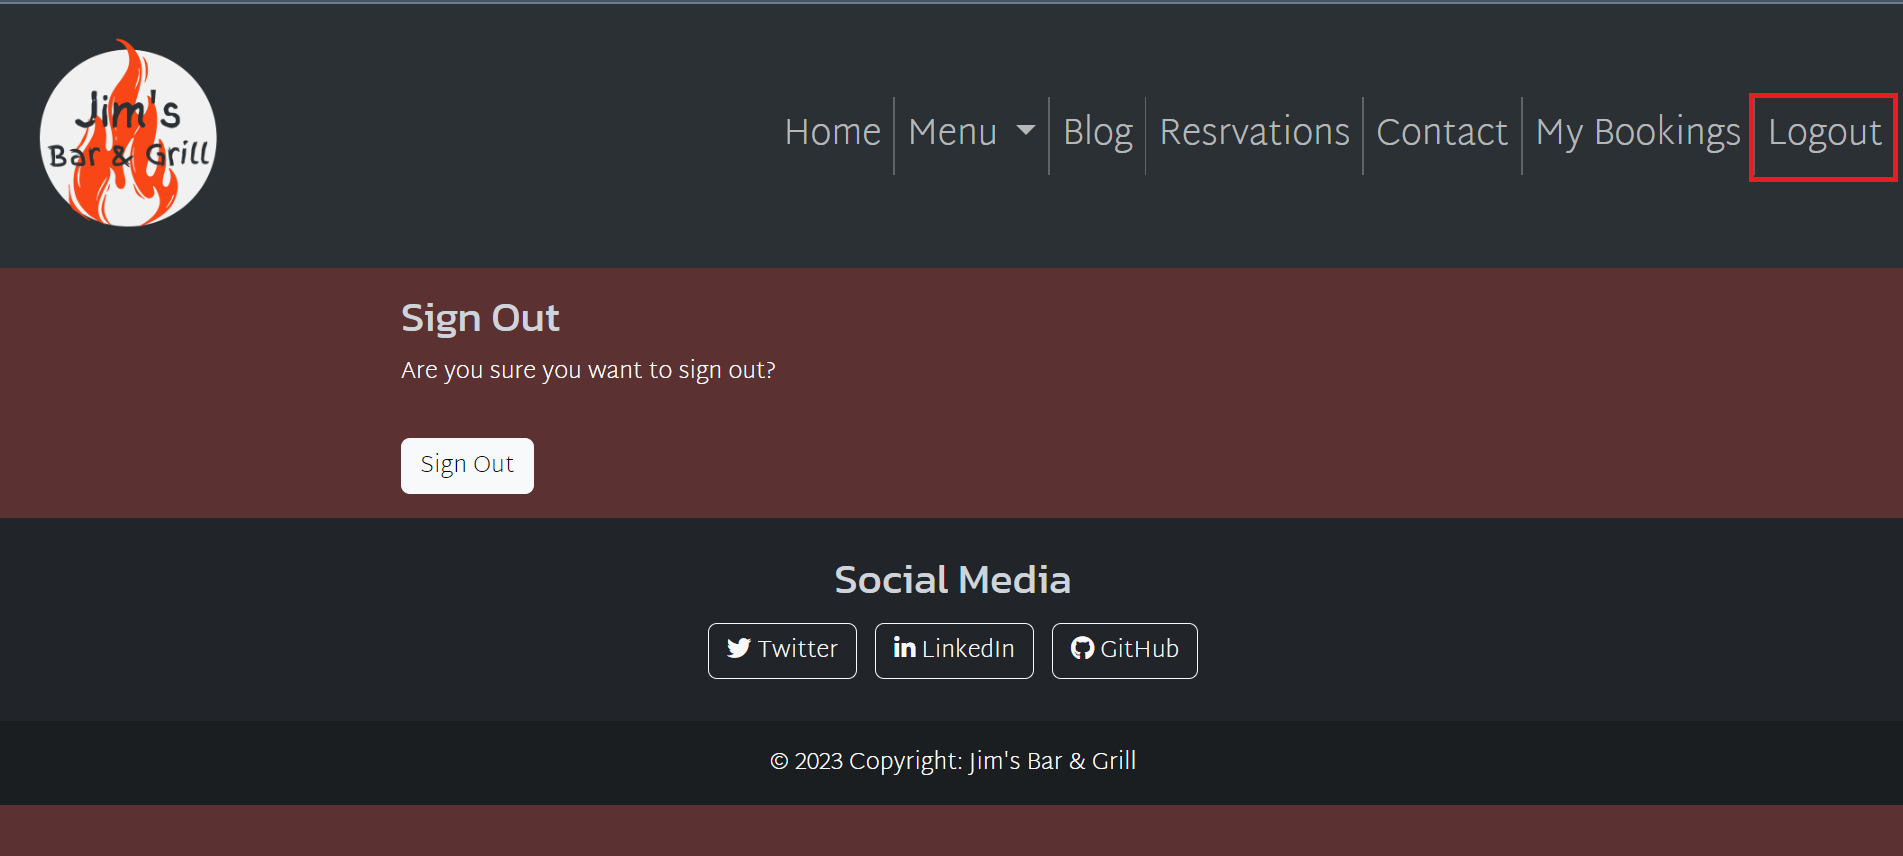 Jim's
Bar & Grill
Home Menu Blog Resrvations Contact My Bookings Logout
Sign Out
Are you sure you want to sign out?
Sign Out
Social Media
Twitter LinkedIn GitHub
© 2023 Copyright: Jim's Bar & Grill